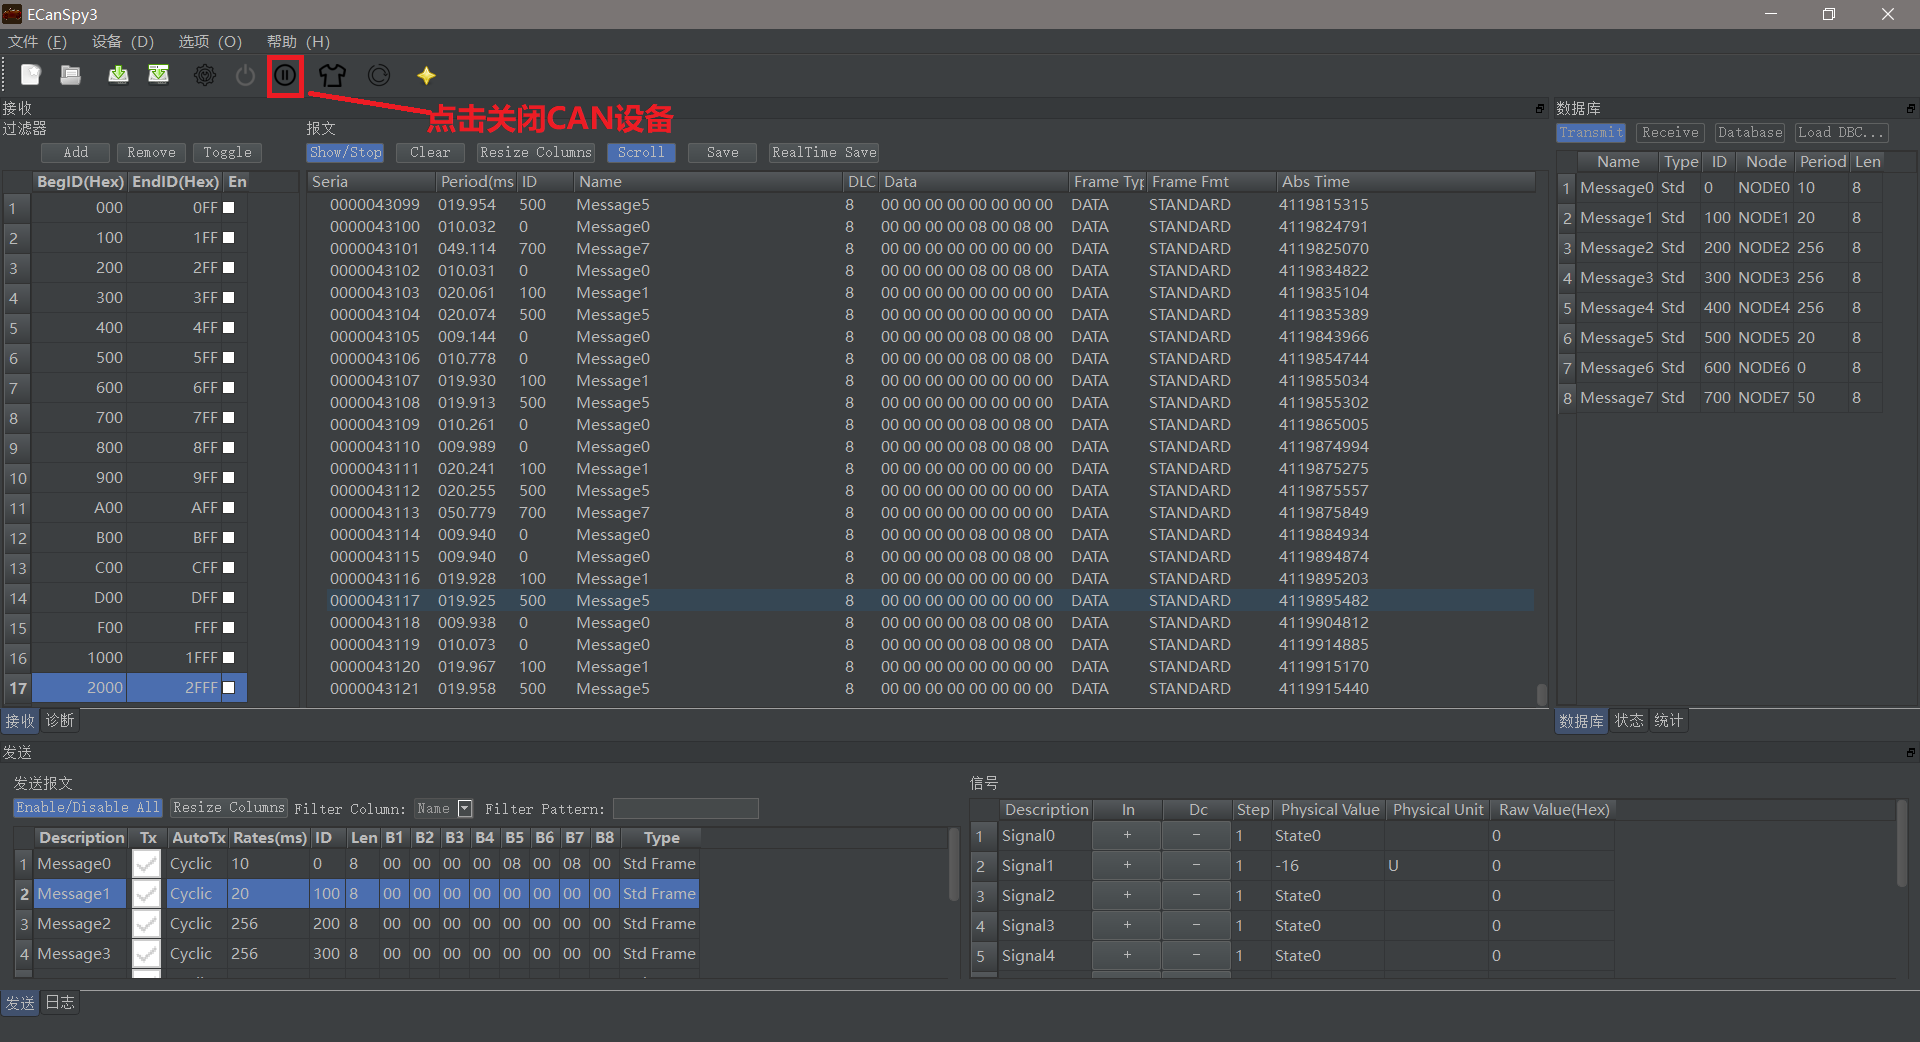 ECanSpy3
文件 (F) 设备 (D) 选项 (O) 帮助 (H)
点击关闭CAN设备
接收
过滤器
Add Remove Toggle
BegID(Hex) EndID(Hex) En
1 000 0FF
2 100 1FF
3 200 2FF
4 300 3FF
5 400 4FF
6 500 5FF
7 600 6FF
8 700 7FF
9 800 8FF
10 900 9FF
11 A00 AFF
12 B00 BFF
13 C00 CFF
14 D00 DFF
15 F00 FFF
16 1000 1FFF
17 2000 2FFF
接收 诊断
报文
Show/Stop Clear Resize Columns Scroll Save RealTime Save
Seria Period(ms ID Name DLC Data Frame Typ Frame Fmt Abs Time
0000043099 019.954 500 Message5 8 00 00 00 00 00 00 00 00 DATA STANDARD 4119815315
0000043100 010.032 0 Message0 8 00 00 00 00 08 00 08 00 DATA STANDARD 4119824791
0000043101 049.114 700 Message7 8 00 00 00 00 00 00 00 00 DATA STANDARD 4119825070
0000043102 010.031 0 Message0 8 00 00 00 00 08 00 08 00 DATA STANDARD 4119834822
0000043103 020.061 100 Message1 8 00 00 00 00 00 00 00 00 DATA STANDARD 4119835104
0000043104 020.074 500 Message5 8 00 00 00 00 00 00 00 00 DATA STANDARD 4119835389
0000043105 009.144 0 Message0 8 00 00 00 00 08 00 08 00 DATA STANDARD 4119843966
0000043106 010.778 0 Message0 8 00 00 00 00 08 00 08 00 DATA STANDARD 4119854744
0000043107 019.930 100 Message1 8 00 00 00 00 00 00 00 00 DATA STANDARD 4119855034
0000043108 019.913 500 Message5 8 00 00 00 00 00 00 00 00 DATA STANDARD 4119855302
0000043109 010.261 0 Message0 8 00 00 00 00 08 00 08 00 DATA STANDARD 4119865005
0000043110 009.989 0 Message0 8 00 00 00 00 08 00 08 00 DATA STANDARD 4119874994
0000043111 020.241 100 Message1 8 00 00 00 00 00 00 00 00 DATA STANDARD 4119875275
0000043112 020.255 500 Message5 8 00 00 00 00 00 00 00 00 DATA STANDARD 4119875557
0000043113 050.779 700 Message7 8 00 00 00 00 00 00 00 00 DATA STANDARD 4119875849
0000043114 009.940 0 Message0 8 00 00 00 00 08 00 08 00 DATA STANDARD 4119884934
0000043115 009.940 0 Message0 8 00 00 00 00 08 00 08 00 DATA STANDARD 4119894874
0000043116 019.928 100 Message1 8 00 00 00 00 00 00 00 00 DATA STANDARD 4119895203
0000043117 019.925 500 Message5 8 00 00 00 00 00 00 00 00 DATA STANDARD 4119895482
0000043118 009.938 0 Message0 8 00 00 00 00 08 00 08 00 DATA STANDARD 4119904812
0000043119 010.073 0 Message0 8 00 00 00 00 08 00 08 00 DATA STANDARD 4119914885
0000043120 019.967 100 Message1 8 00 00 00 00 00 00 00 00 DATA STANDARD 4119915170
0000043121 019.958 500 Message5 8 00 00 00 00 00 00 00 00 DATA STANDARD 4119915440
数据库
Transmit Receive Database Load DBC...
Name Type ID Node Period Len
1 Message0 Std 0 NODE0 10 8
2 Message1 Std 100 NODE1 20 8
3 Message2 Std 200 NODE2 256 8
4 Message3 Std 300 NODE3 256 8
5 Message4 Std 400 NODE4 256 8
6 Message5 Std 500 NODE5 20 8
7 Message6 Std 600 NODE6 0 8
8 Message7 Std 700 NODE7 50 8
数据库 状态 统计
发送
发送报文
Enable/Disable All Resize Columns Filter Column: Name Filter Pattern:
Description Tx AutoTx Rates(ms) ID Len B1 B2 B3 B4 B5 B6 B7 B8 Type
1 Message0 Cyclic 10 0 8 00 00 00 00 08 00 08 00 Std Frame
2 Message1 Cyclic 20 100 8 00 00 00 00 00 00 00 00 Std Frame
3 Message2 Cyclic 256 200 8 00 00 00 00 00 00 00 00 Std Frame
4 Message3 Cyclic 256 300 8 00 00 00 00 00 00 00 00 Std Frame
信号
Description In Dc Step Physical Value Physical Unit Raw Value(Hex)
1 Signal0 + - 1 State0 0
2 Signal1 + - 1 -16 U 0
3 Signal2 + - 1 State0 0
4 Signal3 + - 1 State0 0
5 Signal4 + - 1 State0 0
发送 日志